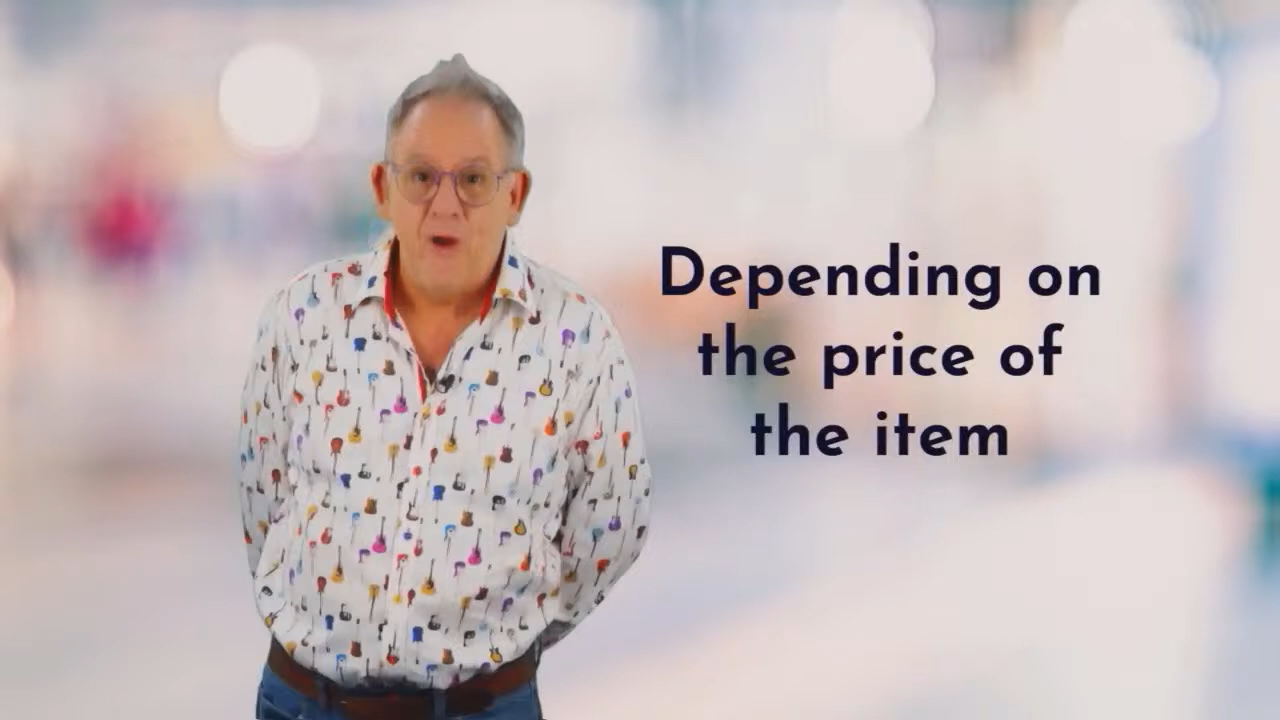 Depending on
the price of
the item